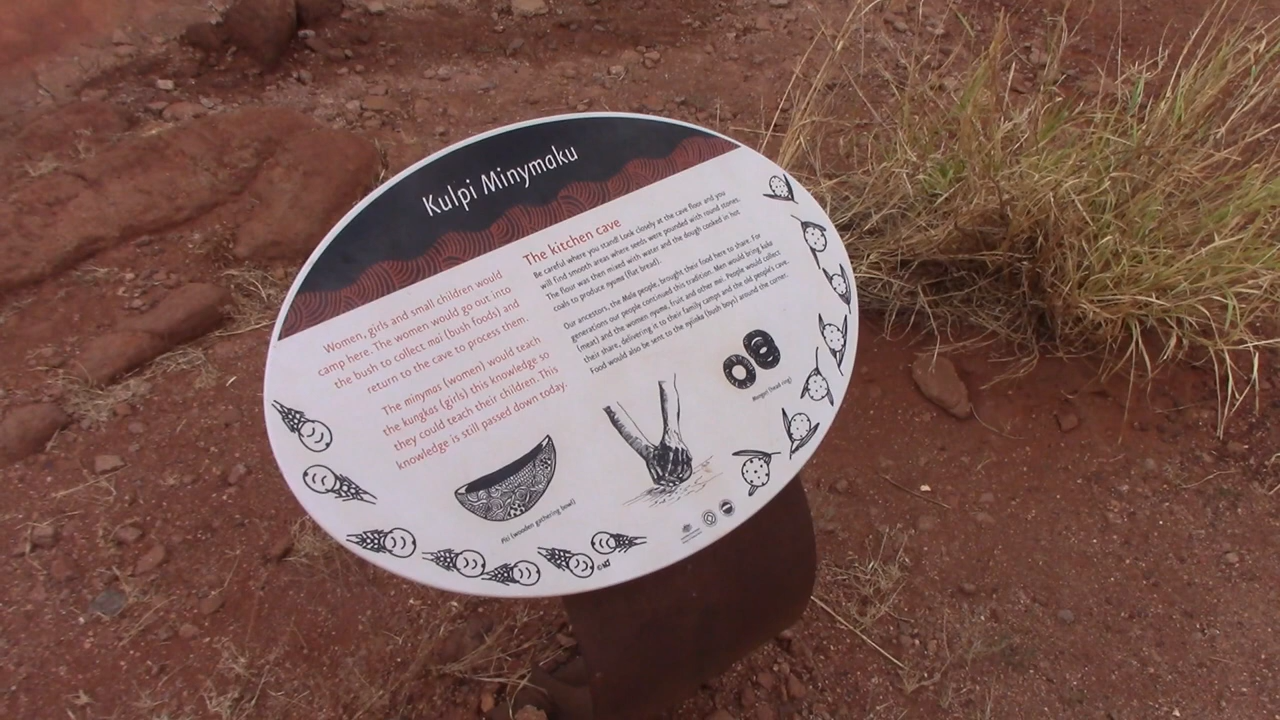 Kulpi Minymaku
Women, girls and small children would
camp here. The women would go out into
the bush to collect mai (bush foods) and
return to the cave to process them.
The minymas (women) would teach
the kungkas (girls) this knowledge so
they could teach their children. This
knowledge is still passed down today.
The kitchen cave
Be careful where you stand! Look closely at the cave floor and you
will find smooth areas where seeds were pounded with round stones.
The flour was then mixed with water and the dough cooked in hot
coals to produce nyuma (flat bread).
Our ancestors, the Mala people, brought their food here to share. For
generations our people continued this tradition. Men would bring kuka
(meat) and the women nyuma, fruit and other mai. People would collect
their share, delivering it to their family camps and the old people's cave.
Food would also be sent to the nyiinka (bush boys) around the corner.
Piti (wooden gathering bowl)
Manguri (head ring)